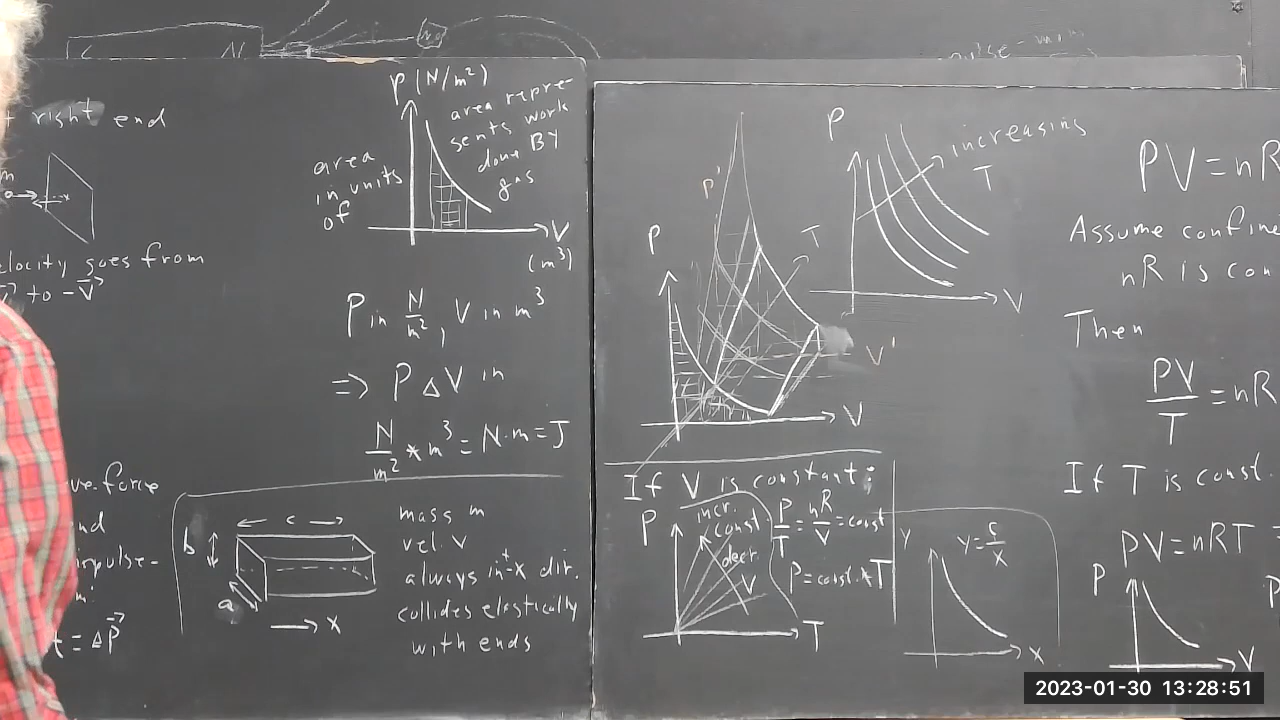 right end
m
velocity goes from
V to -V
ve force
nd
impulse-
t = ΔP
P (N/m²)
area repre-
sents work
done BY
gas
area
in units
of
V
(m³)
P in N/m², V in m³
=> P Δ V in
N/m² * m³ = N·m = J
b
c
a
x
mass m
vel. v
always in +x dir.
collides elastically
with ends
P
V
T
P'
V'
P
increasing
T
V
If V is constant:
P
T
incr.
const.
decr.
V
P/T = nR/V = const
P = const. * T
Y
y = c/x
x
PV = nR
Assume confine
nR is con
Then
PV/T = nR
If T is const.
PV = nRT =
P
V
P
2023-01-30 13:28:51